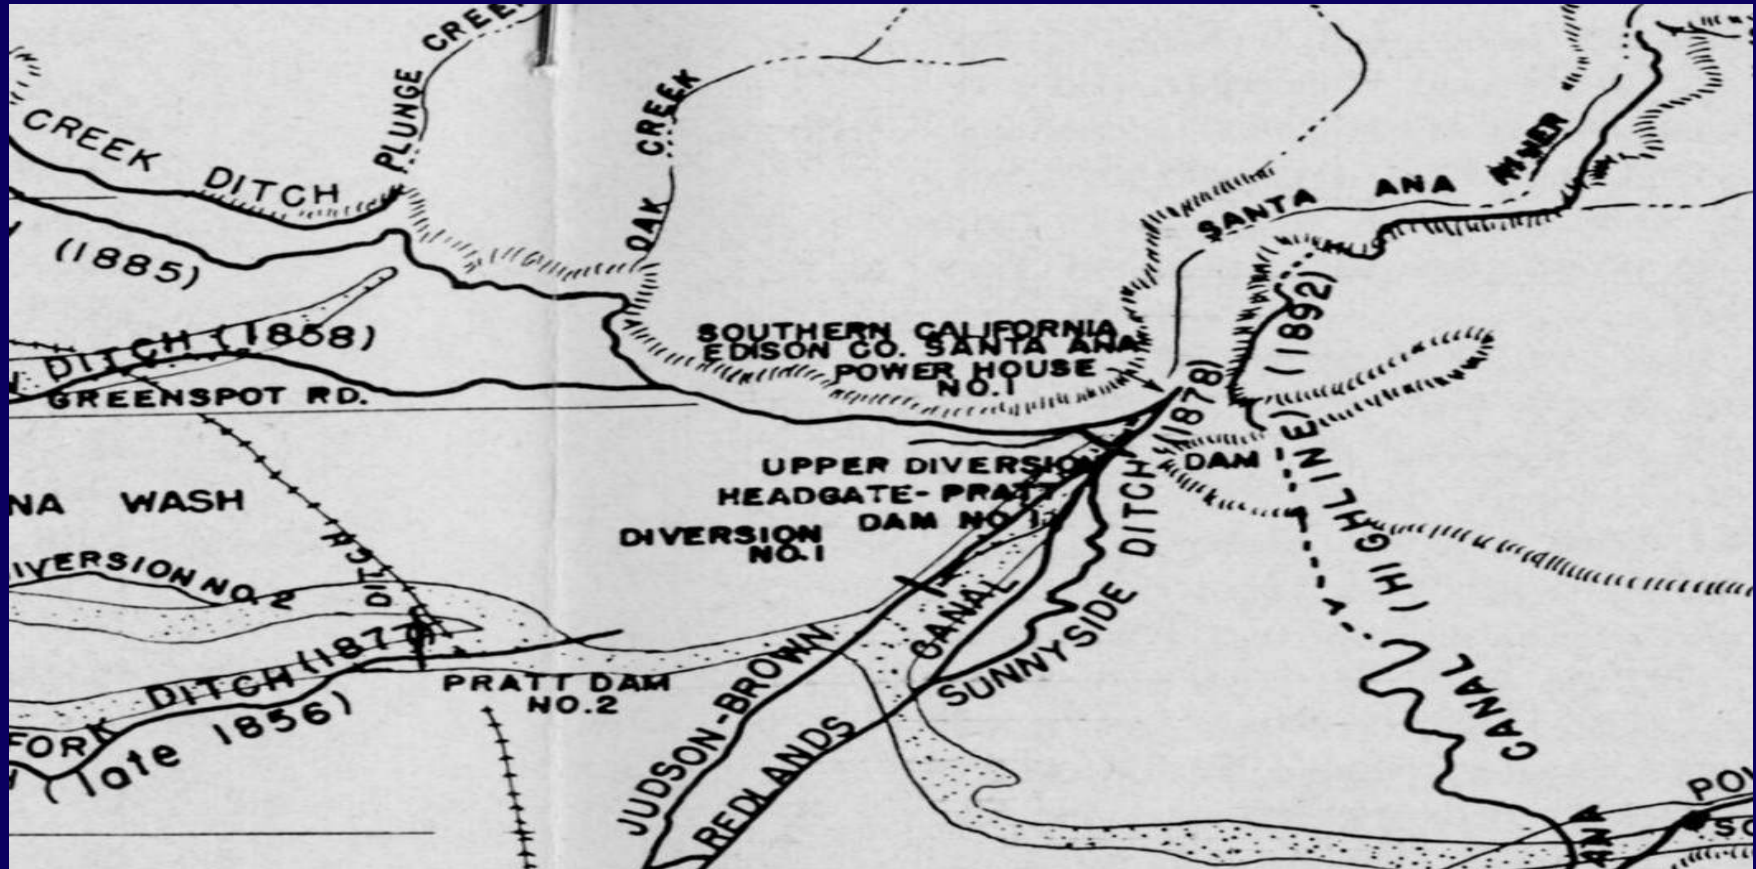 PLUNGE CREEK
OAK CREEK
CREEK DITCH
SANTA ANA RIVER
(1885)
(1892)
DITCH (1858)
SOUTHERN CALIFORNIA
EDISON CO. SANTA ANA
POWER HOUSE
NO.1
GREENSPOT RD.
(1878)
UPPER DIVERSION
DAM
HEADGATE-PRATT
DAM NO.1
DIVERSION
NO.1
WASH
DITCH
NO. 2
CANAL (HIGHLINE)
CANAL
SUNNYSIDE DITCH
FORK DITCH (1877)
(late 1856)
PRATT DAM
NO.2
JUDSON-BROWN
REDLANDS
ANA